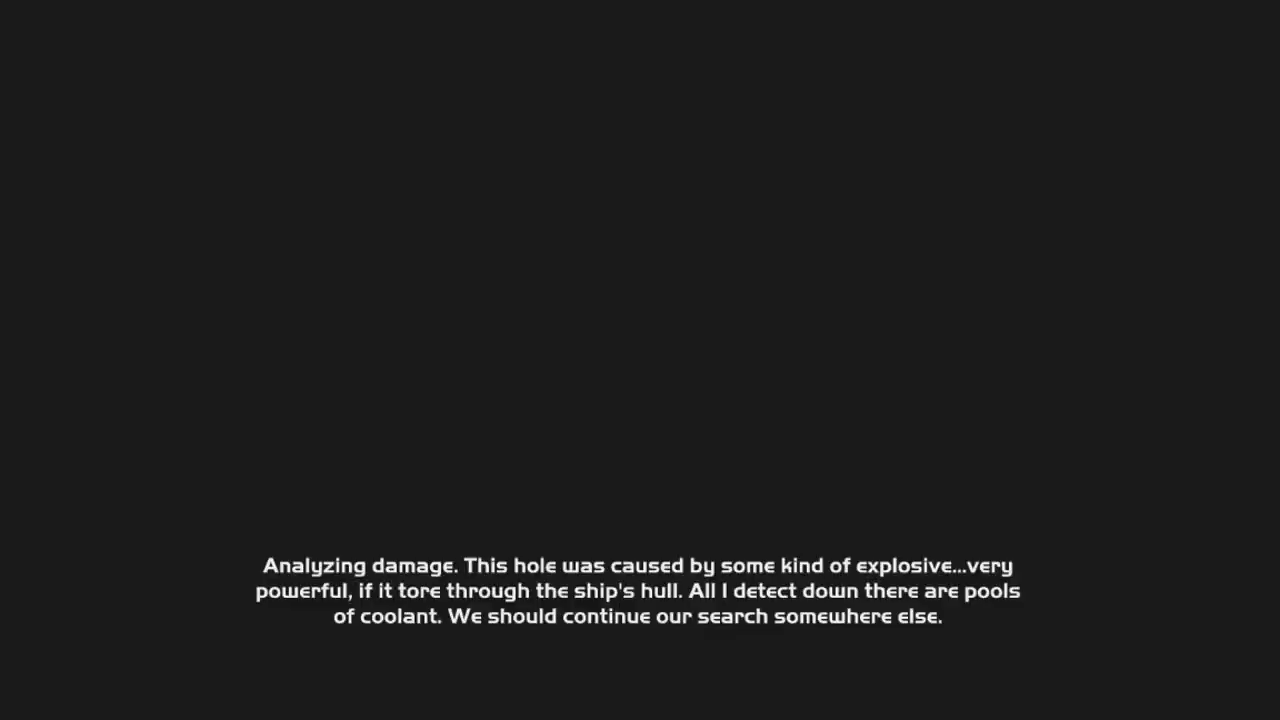 Analyzing damage. This hole was caused by some kind of explosive...very
powerful, if it tore through the ship's hull. All I detect down there are pools
of coolant. We should continue our search somewhere else.